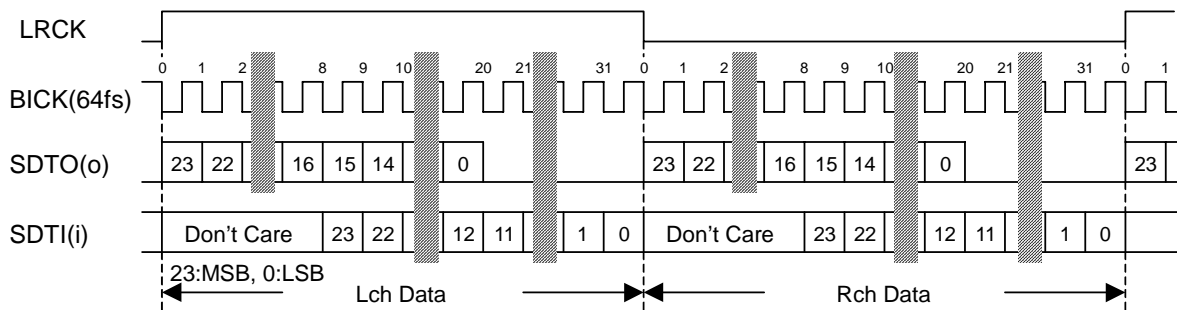 LRCK
0 1 2 8 9 10 20 21 31 0 1 2 8 9 10 20 21 31 0 1
BICK(64fs)
SDTO(o) 23 22 16 15 14 0 23 22 16 15 14 0 23
SDTI(i) Don't Care 23 22 12 11 1 0 Don't Care 23 22 12 11 1 0
23:MSB, 0:LSB
Lch Data Rch Data